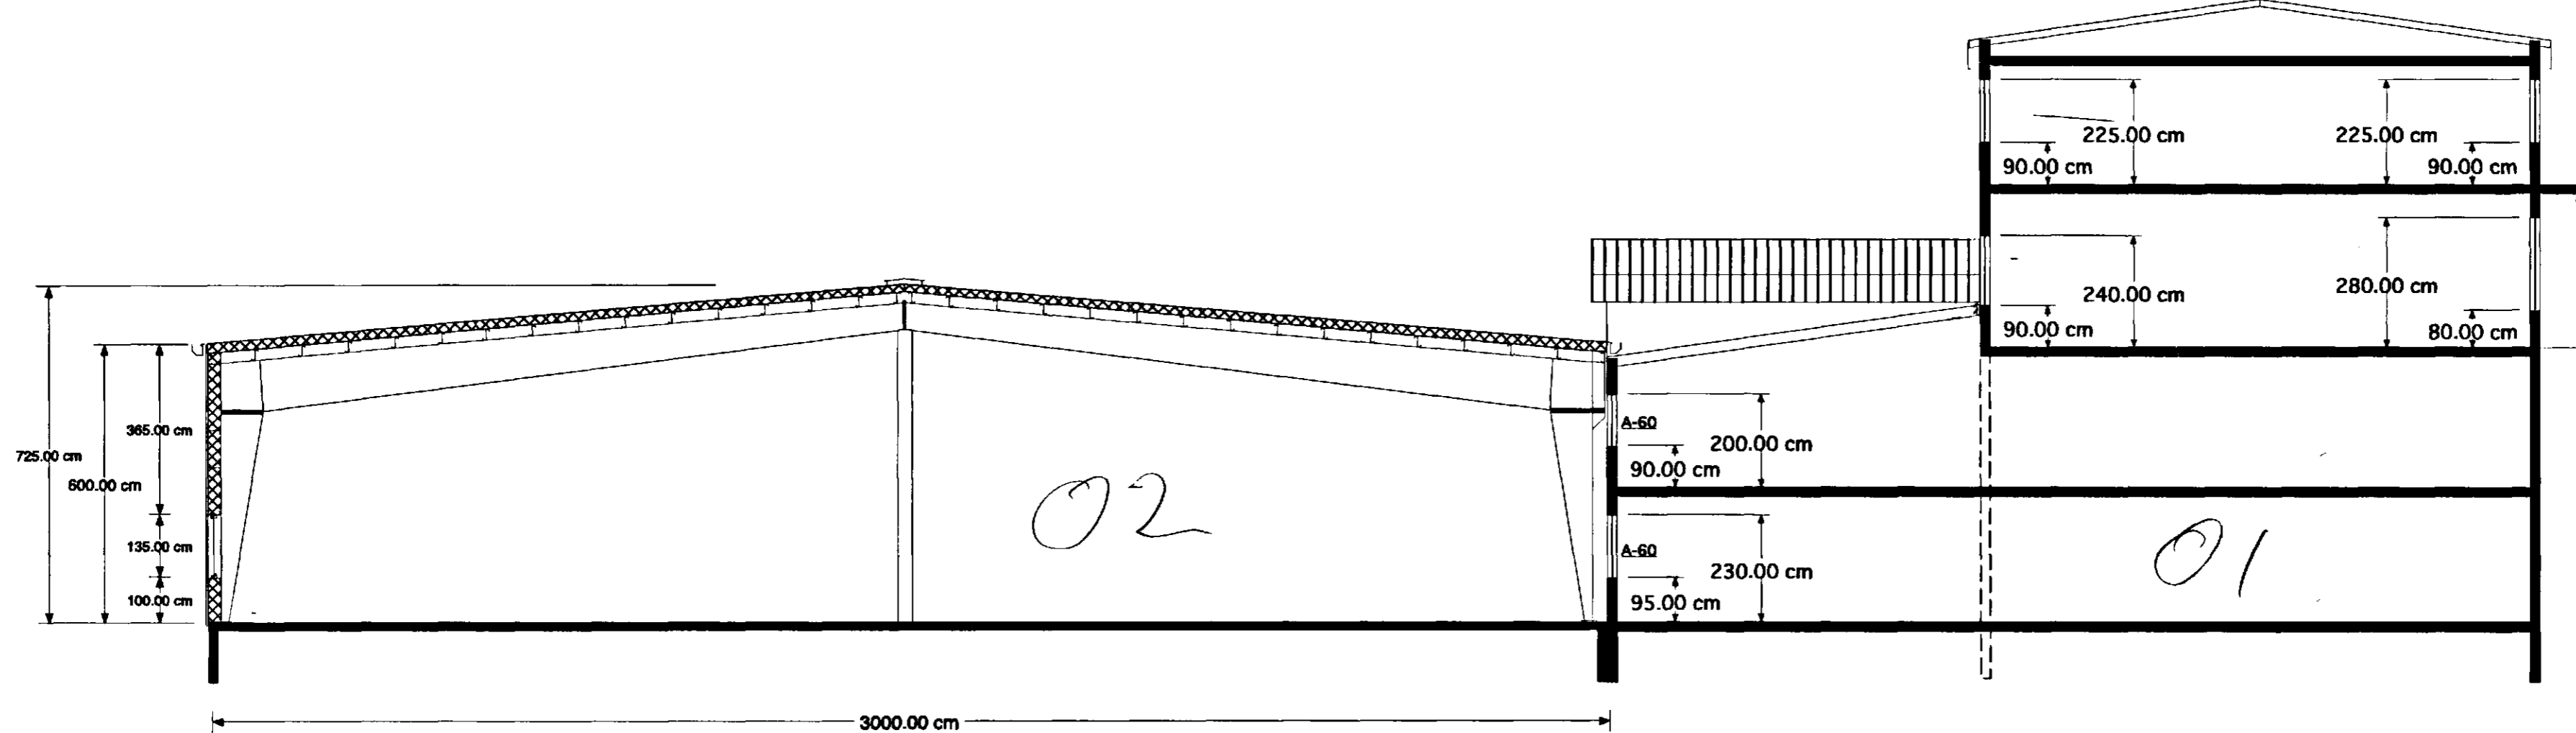 225.00 cm
225.00 cm
90.00 cm
90.00 cm
240.00 cm
280.00 cm
90.00 cm
80.00 cm
365.00 cm
A-60
200.00 cm
725.00 cm
90.00 cm
600.00 cm
02
01
135.00 cm
A-60
230.00 cm
100.00 cm
95.00 cm
3000.00 cm